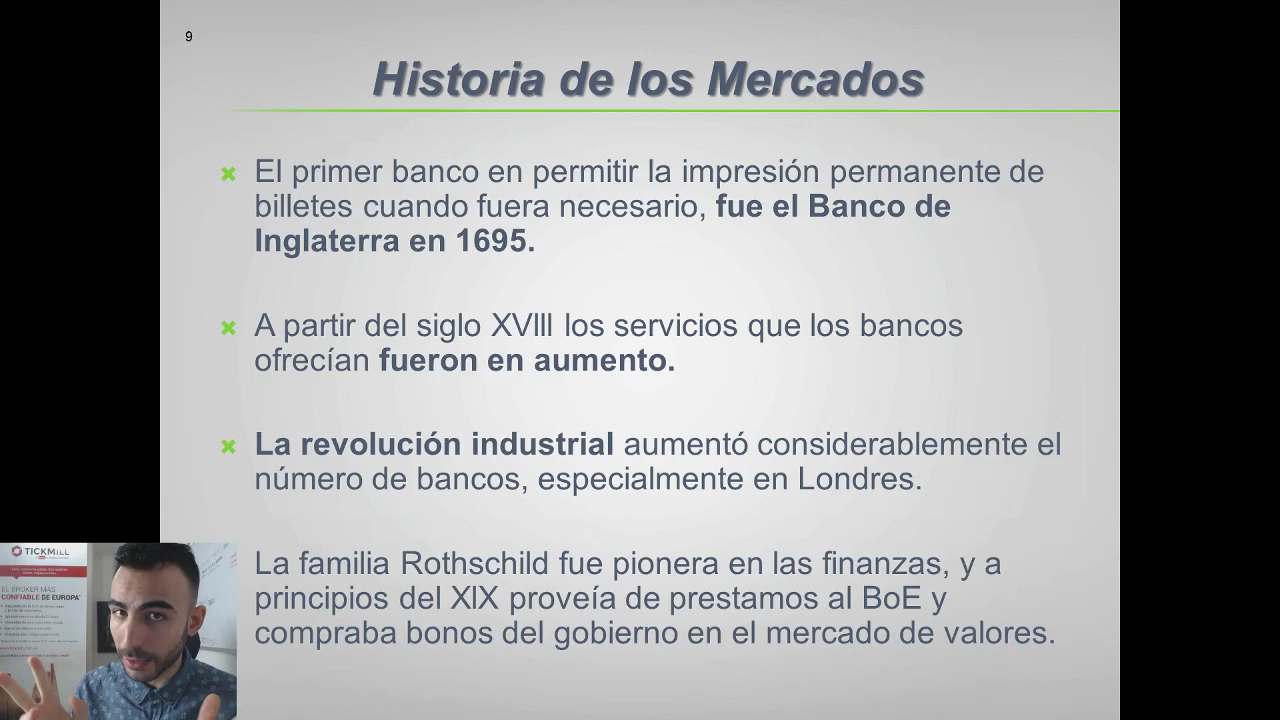 9
Historia de los Mercados
El primer banco en permitir la impresión permanente de
billetes cuando fuera necesario, fue el Banco de
Inglaterra en 1695.
A partir del siglo XVlll los servicios que los bancos
ofrecían fueron en aumento.
La revolución industrial aumentó considerablemente el
número de bancos, especialmente en Londres.
La familia Rothschild fue pionera en las finanzas, y a
principios del XIX proveía de prestamos al BoE y
compraba bonos del gobierno en el mercado de valores.
TICKMILL
EL BROKER MÁS
CONFIABLE DE EUROPA